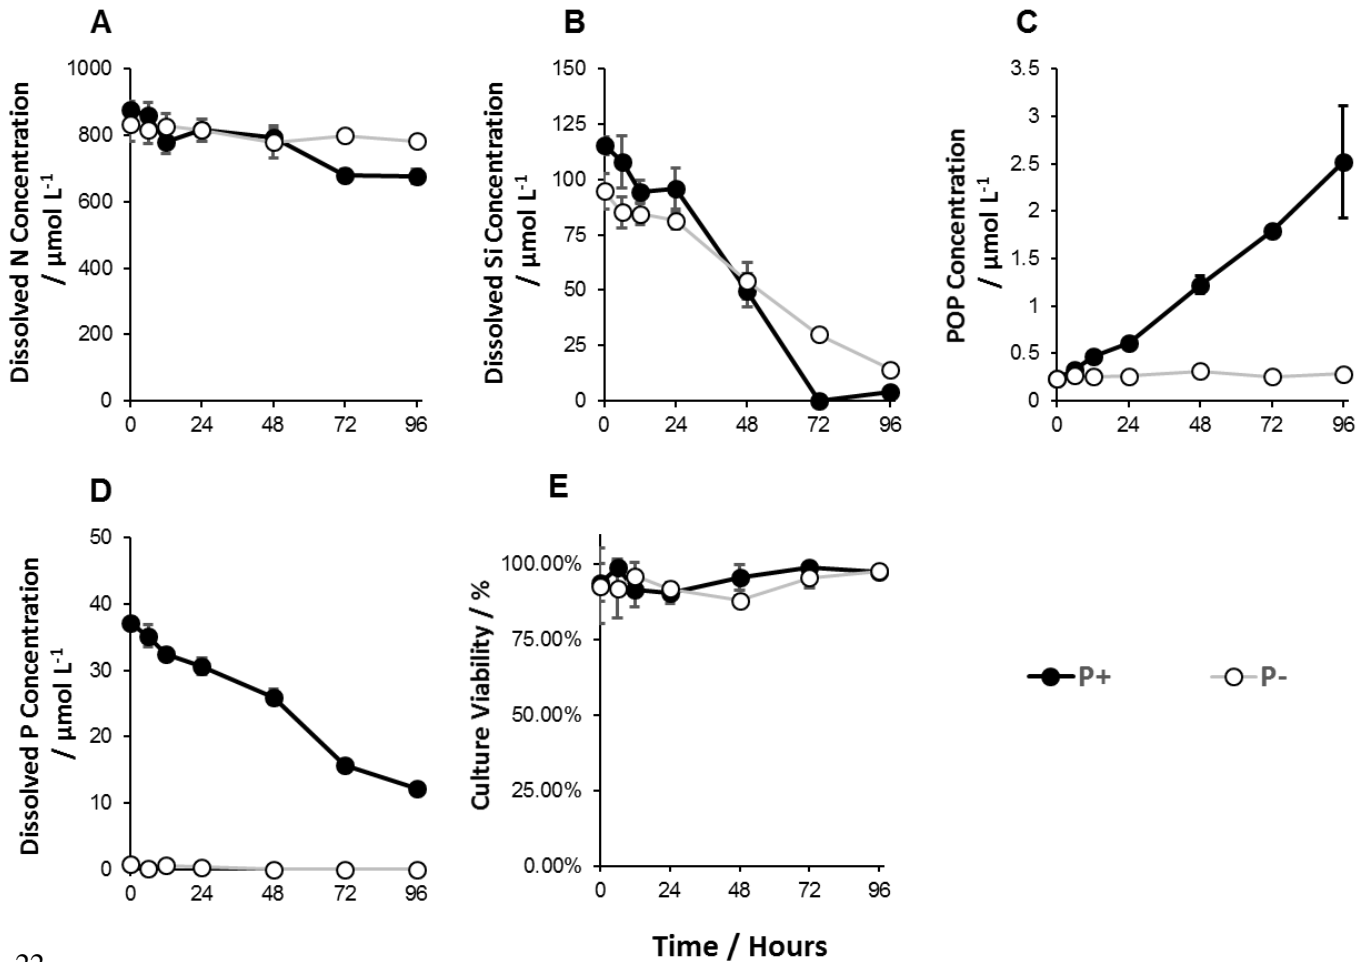 A
B
C
Dissolved N Concentration
/ µmol L-1
1000
800
600
400
200
0
0 24 48 72 96
Dissolved Si Concentration
/ µmol L-1
150
125
100
75
50
25
0
0 24 48 72 96
POP Concentration
/ µmol L-1
3.5
3
2.5
2
1.5
1
0.5
0
0 24 48 72 96
D
E
Dissolved P Concentration
/ µmol L-1
50
40
30
20
10
0
0 24 48 72 96
Culture Viability / %
100.00%
75.00%
50.00%
25.00%
0.00%
0 24 48 72 96
P+ P-
Time / Hours